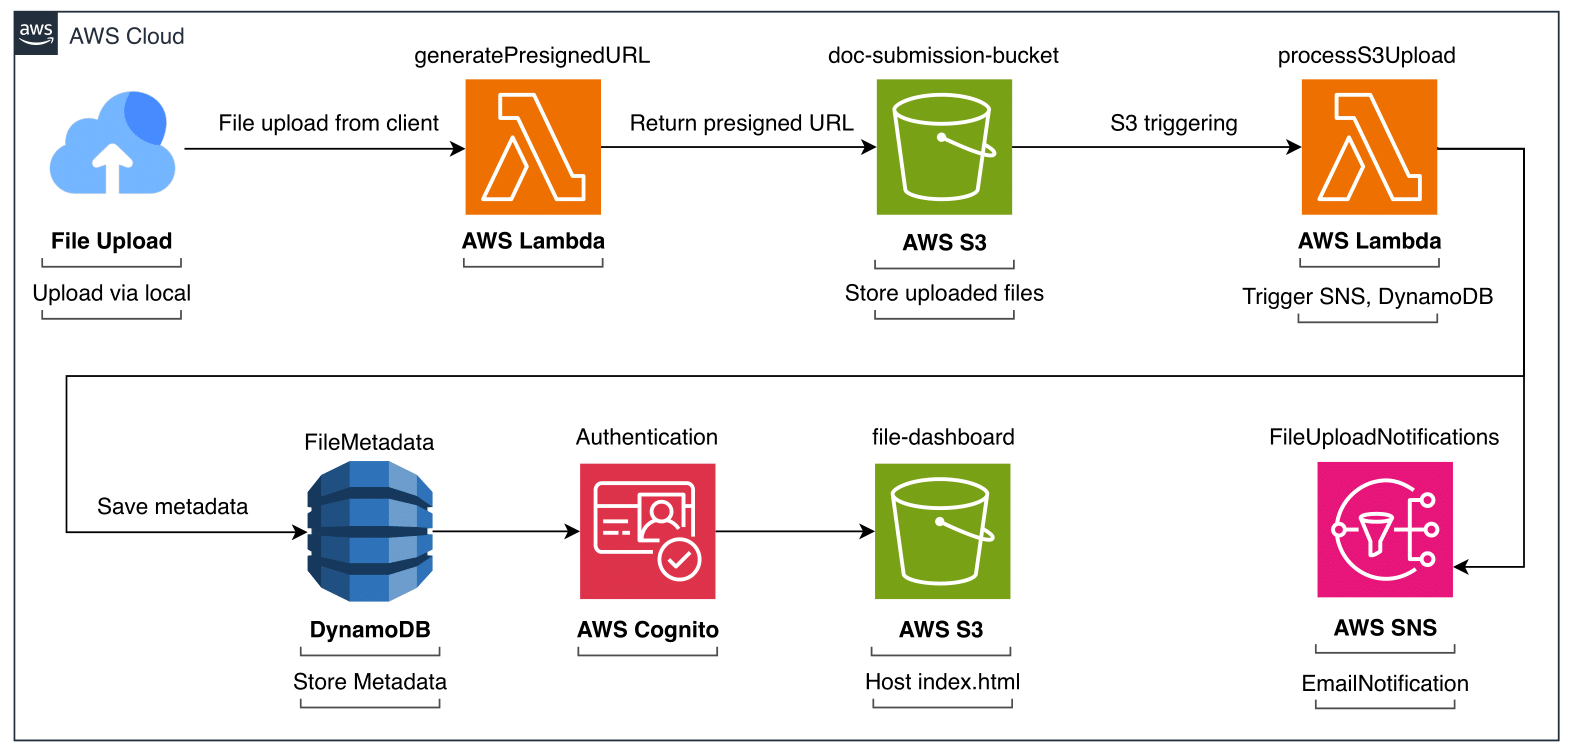 aws
AWS Cloud
generatePresignedURL
doc-submission-bucket
processS3Upload
File upload from client
Return presigned URL
S3 triggering
File Upload
AWS Lambda
AWS S3
AWS Lambda
Upload via local
Store uploaded files
Trigger SNS, DynamoDB
FileMetadata
Authentication
file-dashboard
FileUploadNotifications
Save metadata
DynamoDB
AWS Cognito
AWS S3
AWS SNS
Store Metadata
Host index.html
EmailNotification